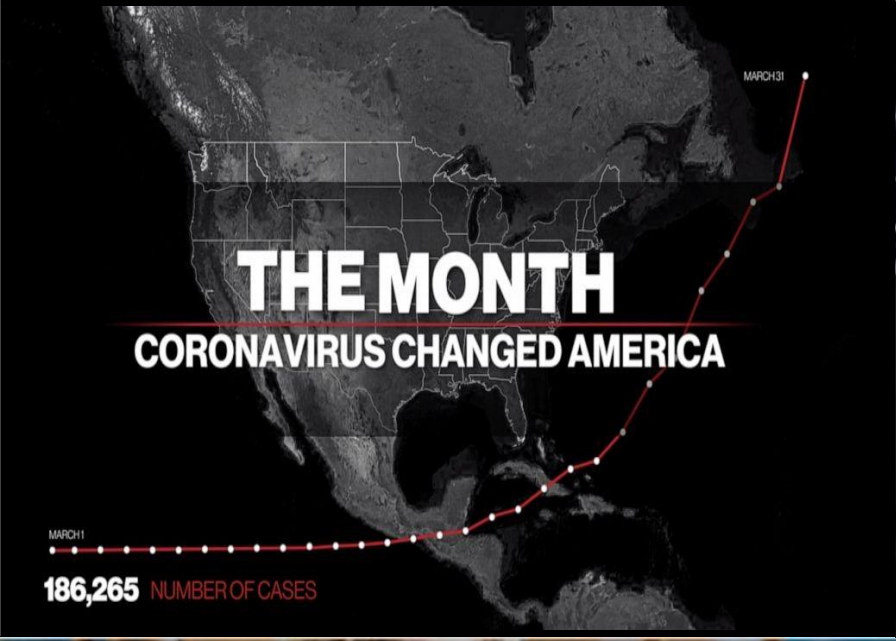 MARCH 31
THE MONTH
CORONAVIRUS CHANGED AMERICA
MARCH 1
186,265 NUMBER OF CASES